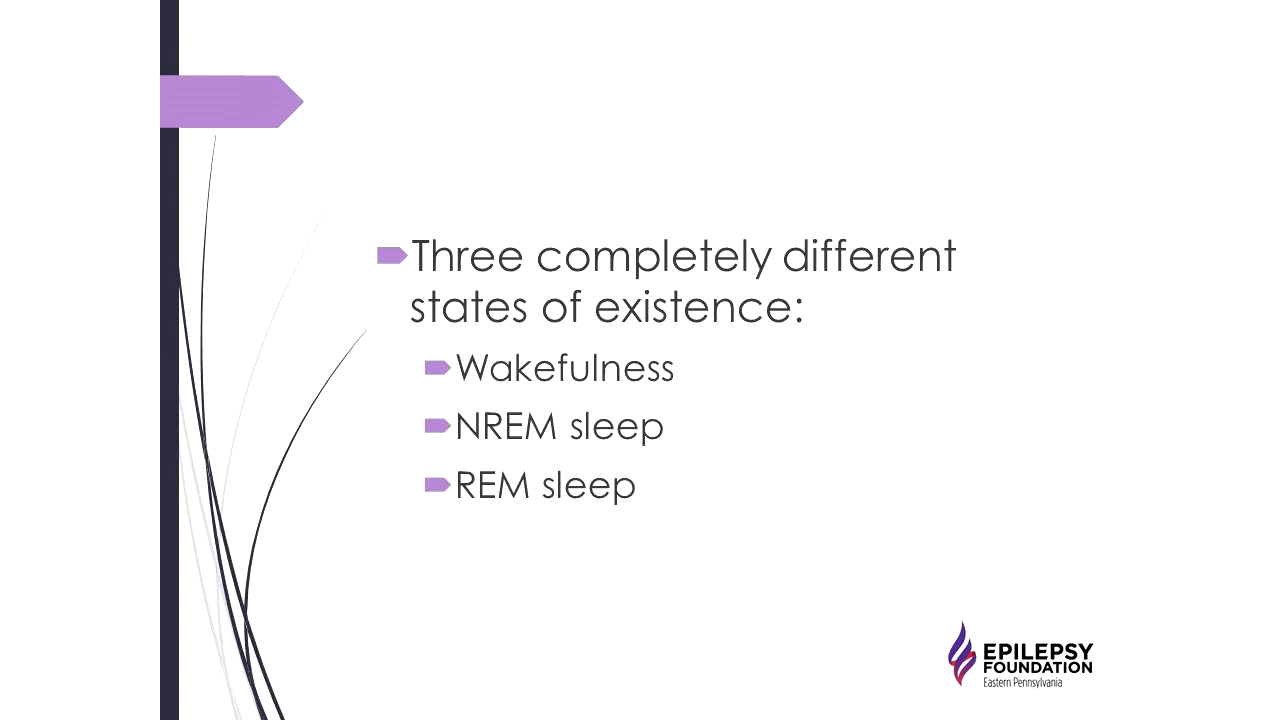 Three completely different
states of existence:
Wakefulness
NREM sleep
REM sleep
EPILEPSY
FOUNDATION
Eastern Pennsylvania